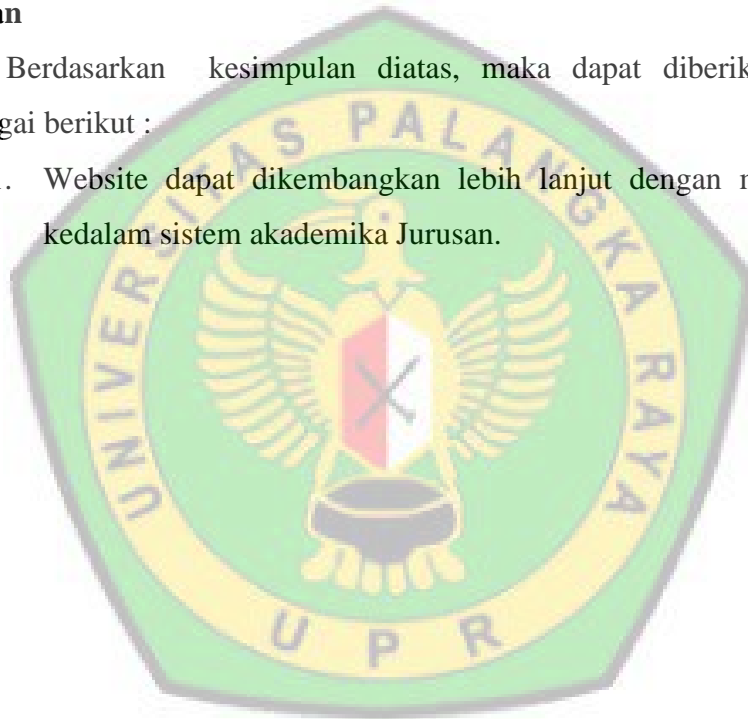 an
Berdasarkan kesimpulan diatas, maka dapat diberik
gai berikut :
Website dapat dikembangkan lebih lanjut dengan
kedalam sistem akademika Jurusan.
UNIVERSITAS PALANGKA RAYA
UPR